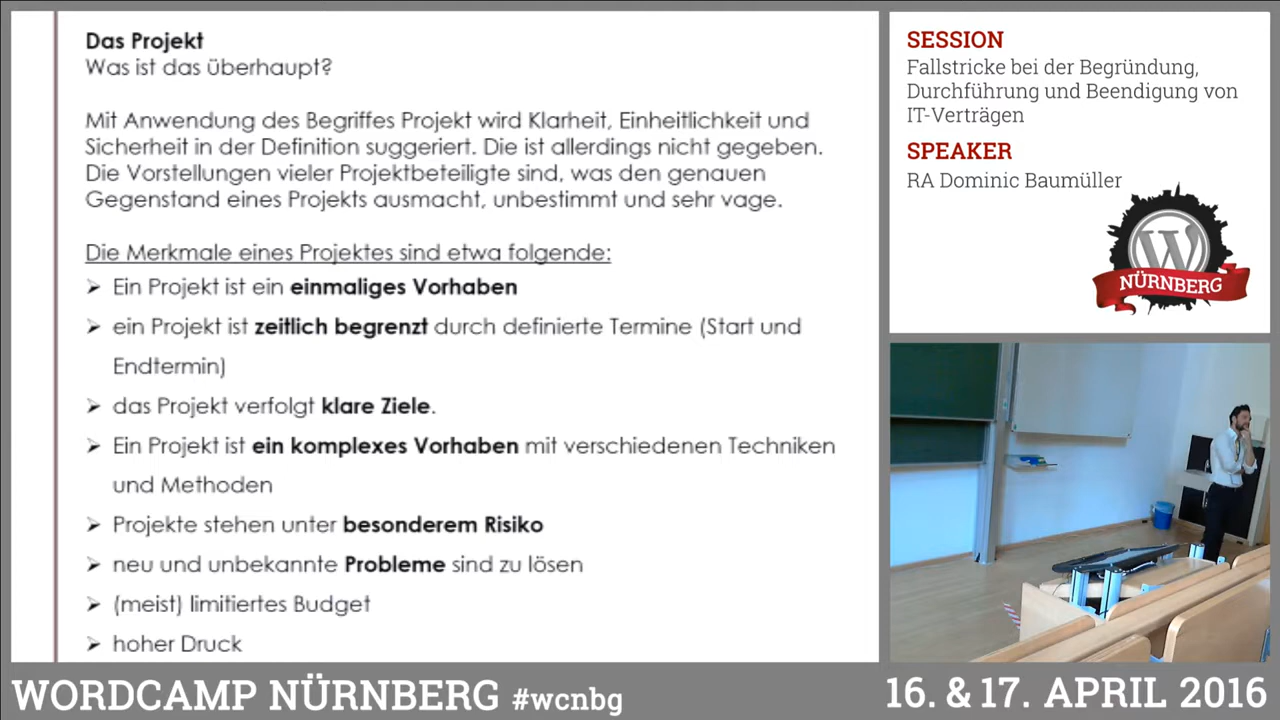 Das Projekt
Was ist das überhaupt?
Mit Anwendung des Begriffes Projekt wird Klarheit, Einheitlichkeit und
Sicherheit in der Definition suggeriert. Die ist allerdings nicht gegeben.
Die Vorstellungen vieler Projektbeteiligte sind, was den genauen
Gegenstand eines Projekts ausmacht, unbestimmt und sehr vage.
Die Merkmale eines Projektes sind etwa folgende:
➢ Ein Projekt ist ein einmaliges Vorhaben
➢ ein Projekt ist zeitlich begrenzt durch definierte Termine (Start und
Endtermin)
➢ das Projekt verfolgt klare Ziele.
➢ Ein Projekt ist ein komplexes Vorhaben mit verschiedenen Techniken
und Methoden
➢ Projekte stehen unter besonderem Risiko
➢ neu und unbekannte Probleme sind zu lösen
➢ (meist) limitiertes Budget
➢ hoher Druck
SESSION
Fallstricke bei der Begründung,
Durchführung und Beendigung von
IT-Verträgen
SPEAKER
RA Dominic Baumüller
W
NÜRNBERG
WORDCAMP NÜRNBERG #wcnbg
16. & 17. APRIL 2016